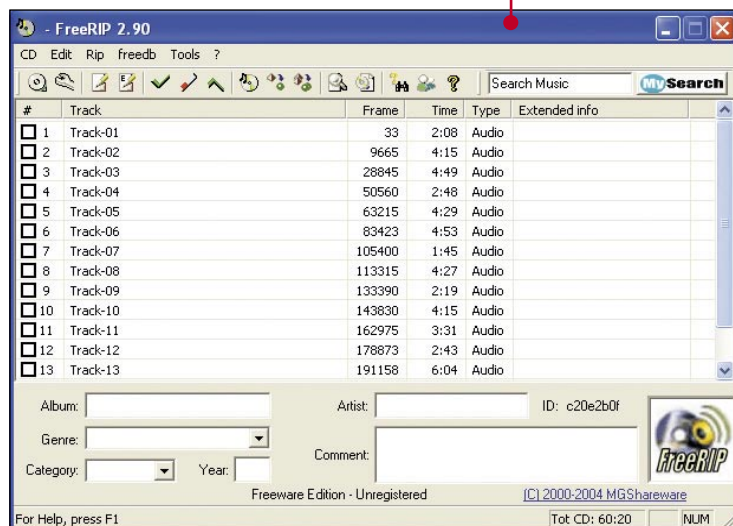 - FreeRIP 2.90
CD Edit Rip freedb Tools ?
Search Music MySearch
# Track Frame Time Type Extended info
1 Track-01 33 2:08 Audio
2 Track-02 9665 4:15 Audio
3 Track-03 28845 4:49 Audio
4 Track-04 50560 2:48 Audio
5 Track-05 63215 4:29 Audio
6 Track-06 83423 4:53 Audio
7 Track-07 105400 1:45 Audio
8 Track-08 113315 4:27 Audio
9 Track-09 133390 2:19 Audio
10 Track-10 143830 4:15 Audio
11 Track-11 162975 3:31 Audio
12 Track-12 178873 2:43 Audio
13 Track-13 191158 6:04 Audio
Album: Artist: ID: c20e2b0f
Genre:
Comment:
Category: Year:
FreeRIP
Freeware Edition - Unregistered (C) 2000-2004 MGShareware
For Help, press F1 Tot CD: 60:20 NUM